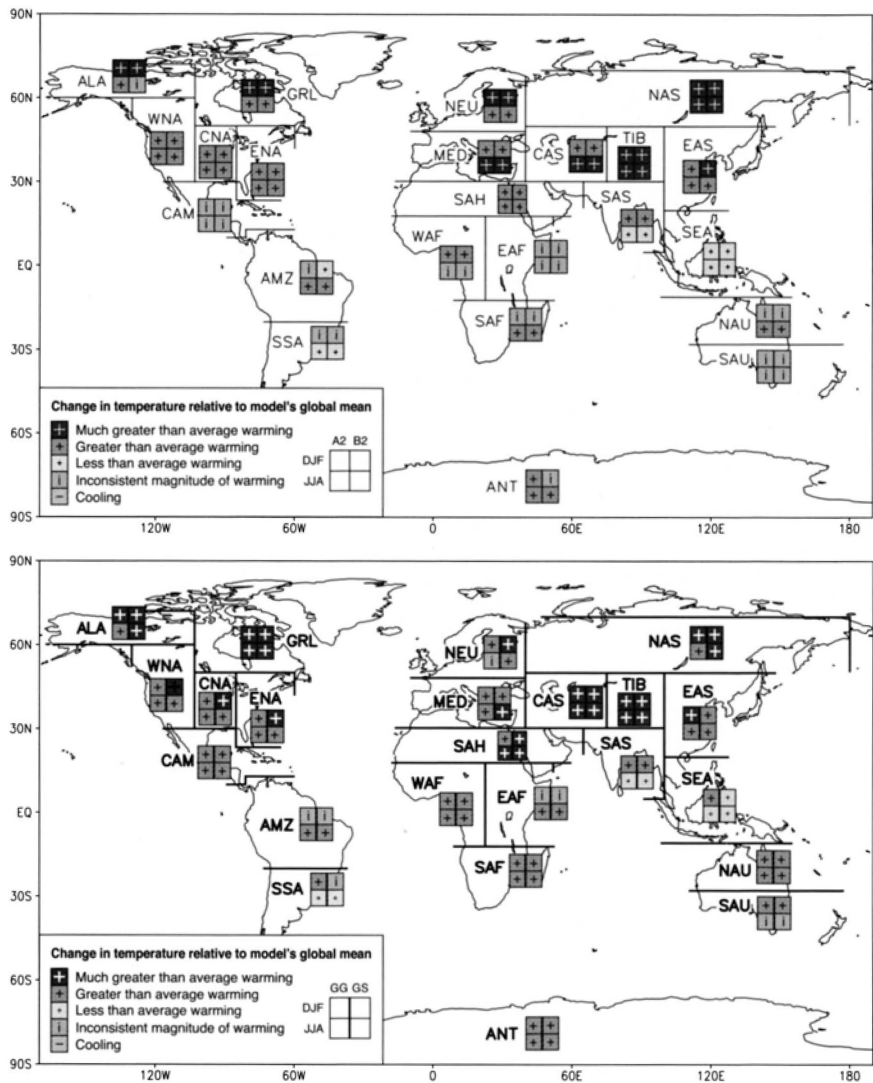 90N
60N
30N
EQ
30S
60S
90S
120W
60W
0
60E
120E
180
ALA
GRL
WNA
CNA
ENA
CAM
AMZ
SSA
NEU
NAS
MED
CAS
TIB
EAS
SAH
SAS
WAF
EAF
SEA
SAF
NAU
SAU
ANT
Change in temperature relative to model's global mean
Much greater than average warming
Greater than average warming
Less than average warming
Inconsistent magnitude of warming
Cooling
A2 B2
DJF
JJA
90N
60N
30N
EQ
30S
60S
90S
120W
60W
0
60E
120E
180
ALA
GRL
WNA
CNA
ENA
CAM
AMZ
SSA
NEU
NAS
MED
CAS
TIB
EAS
SAH
SAS
WAF
EAF
SEA
SAF
NAU
SAU
ANT
Change in temperature relative to model's global mean
Much greater than average warming
Greater than average warming
Less than average warming
Inconsistent magnitude of warming
Cooling
GG GS
DJF
JJA